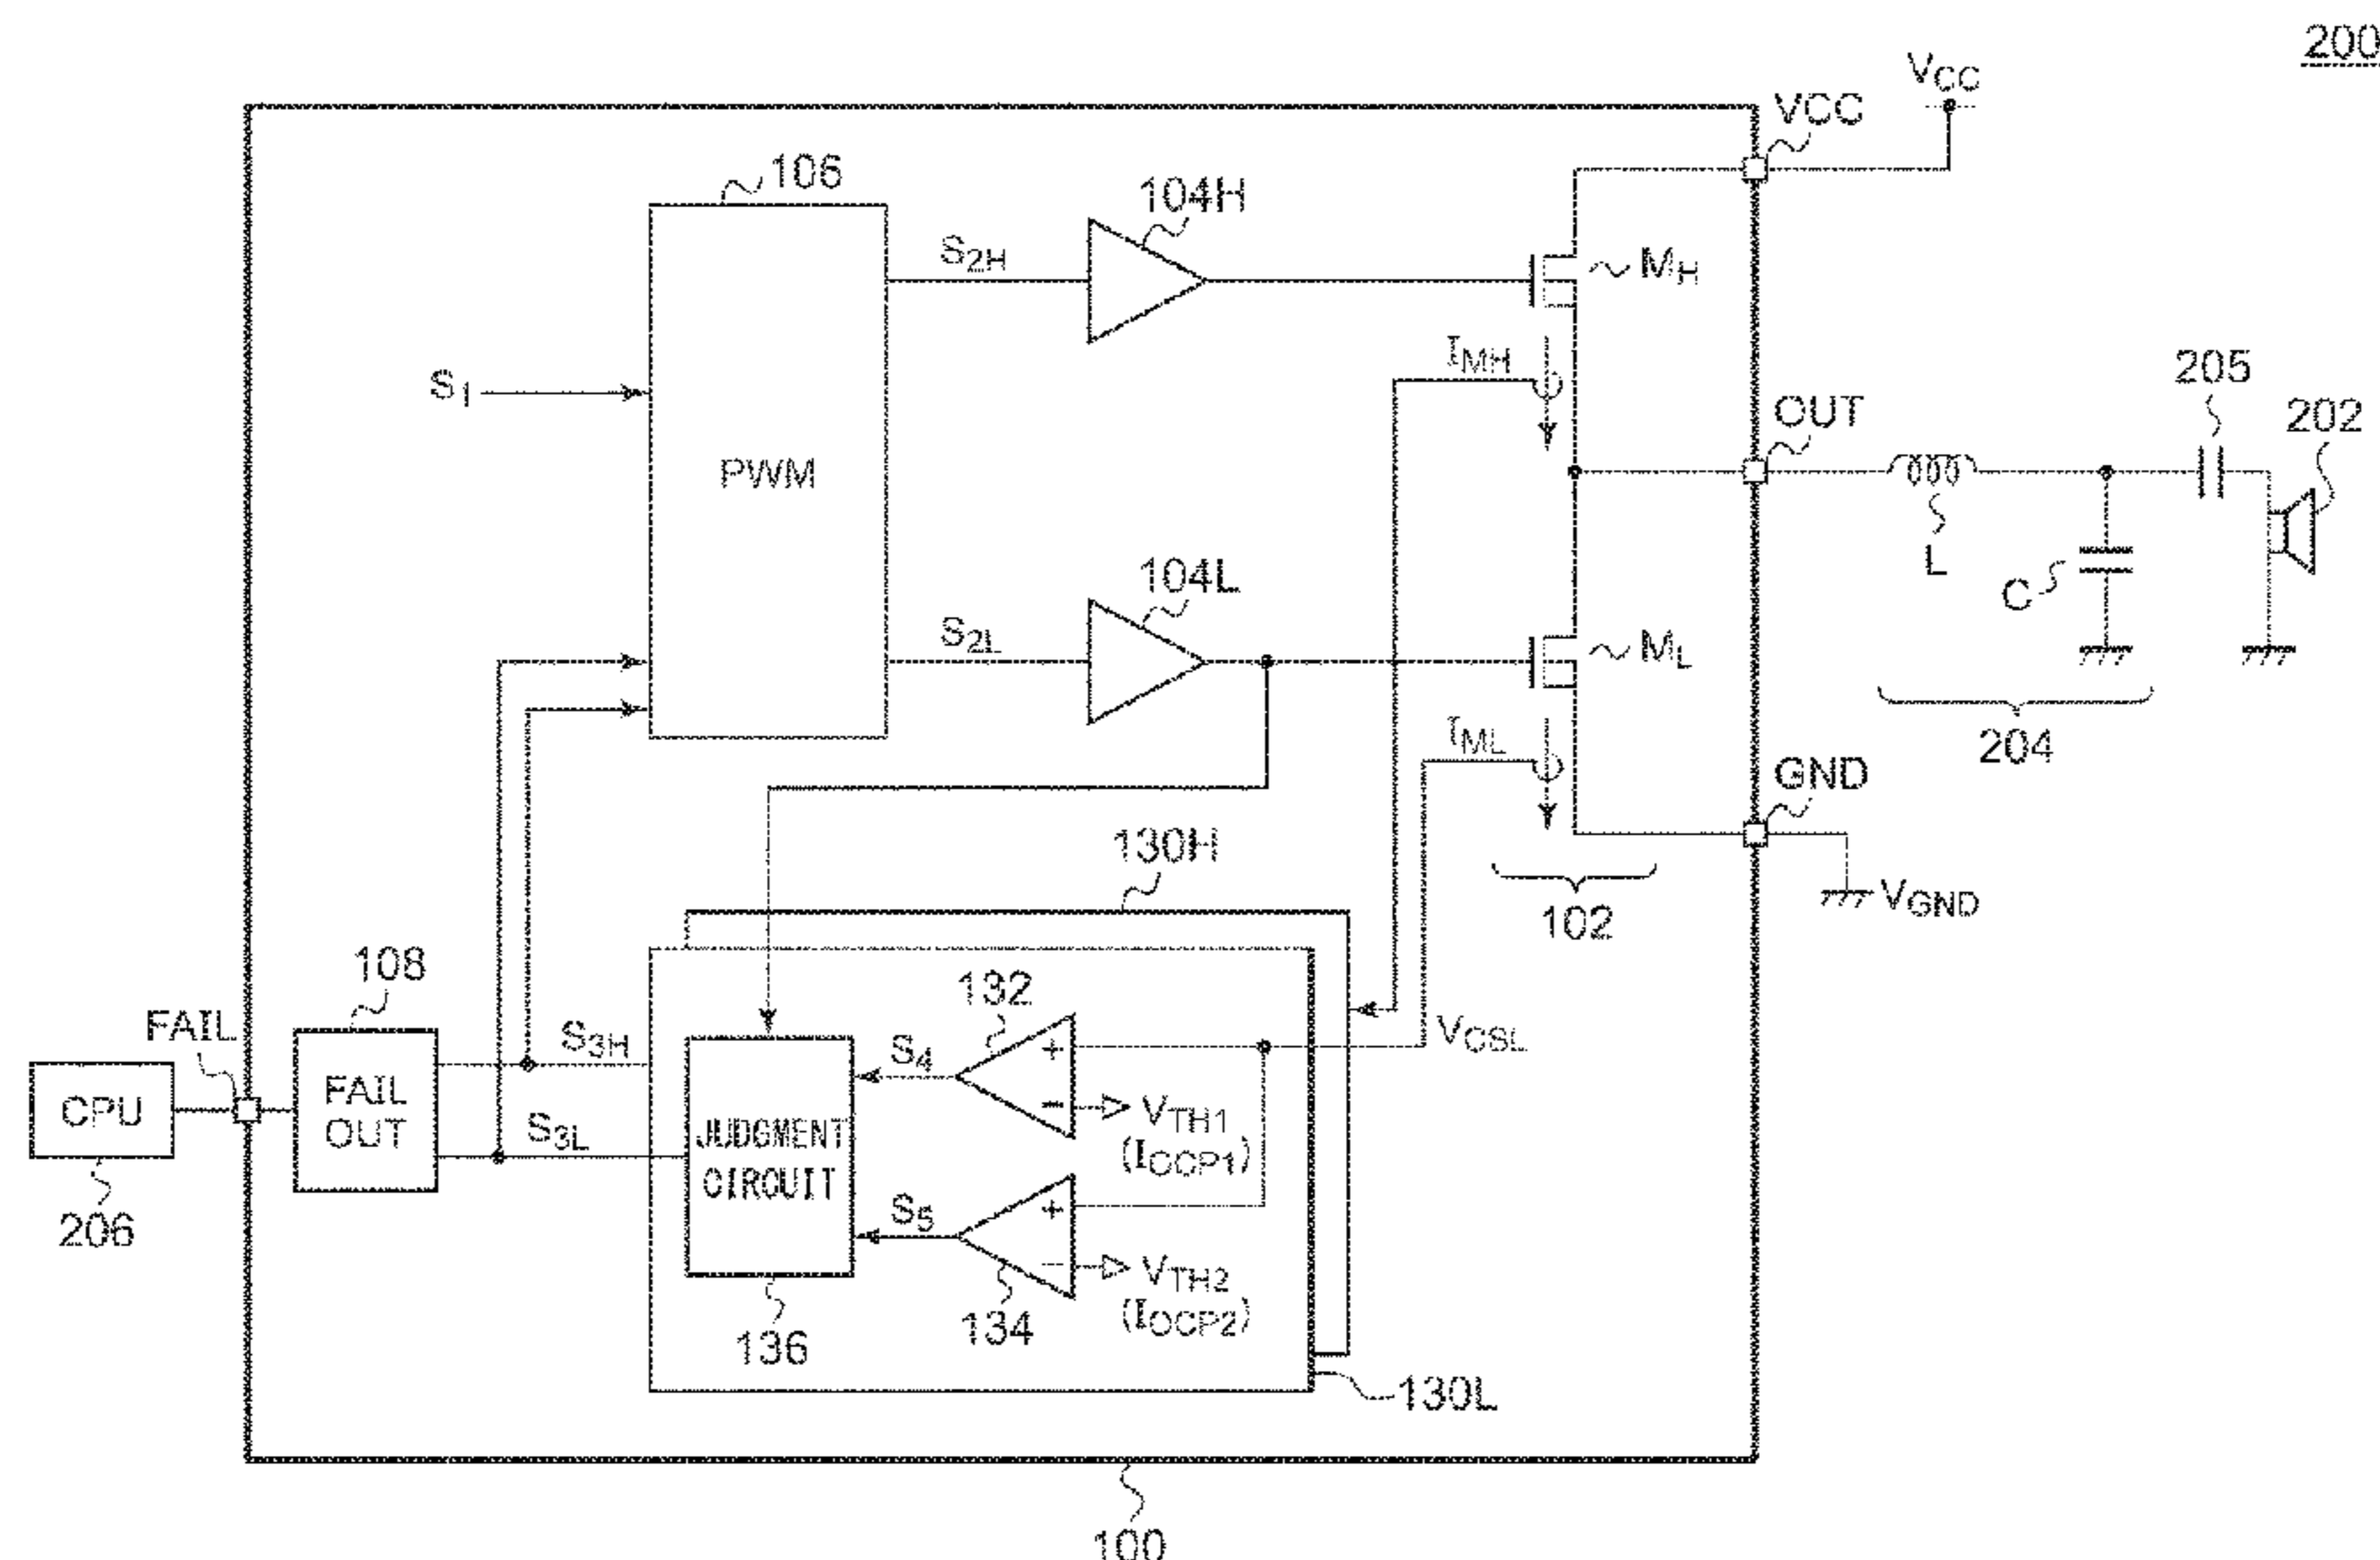 200
VCC
VCC
106
104H
S2H
MH
IMH
S1
205
OUT
202
PWM
104L
L
C
S2L
ML
204
IML
GND
130H
102
VGND
108
132
FAIL
S3H
S4
VCSL
CPU
FAIL
OUT
JUDGMENT
CIRCUIT
+
−
VTH1
(IOCP1)
S3L
206
S5
+
−
VTH2
(IOCP2)
134
136
130L
100